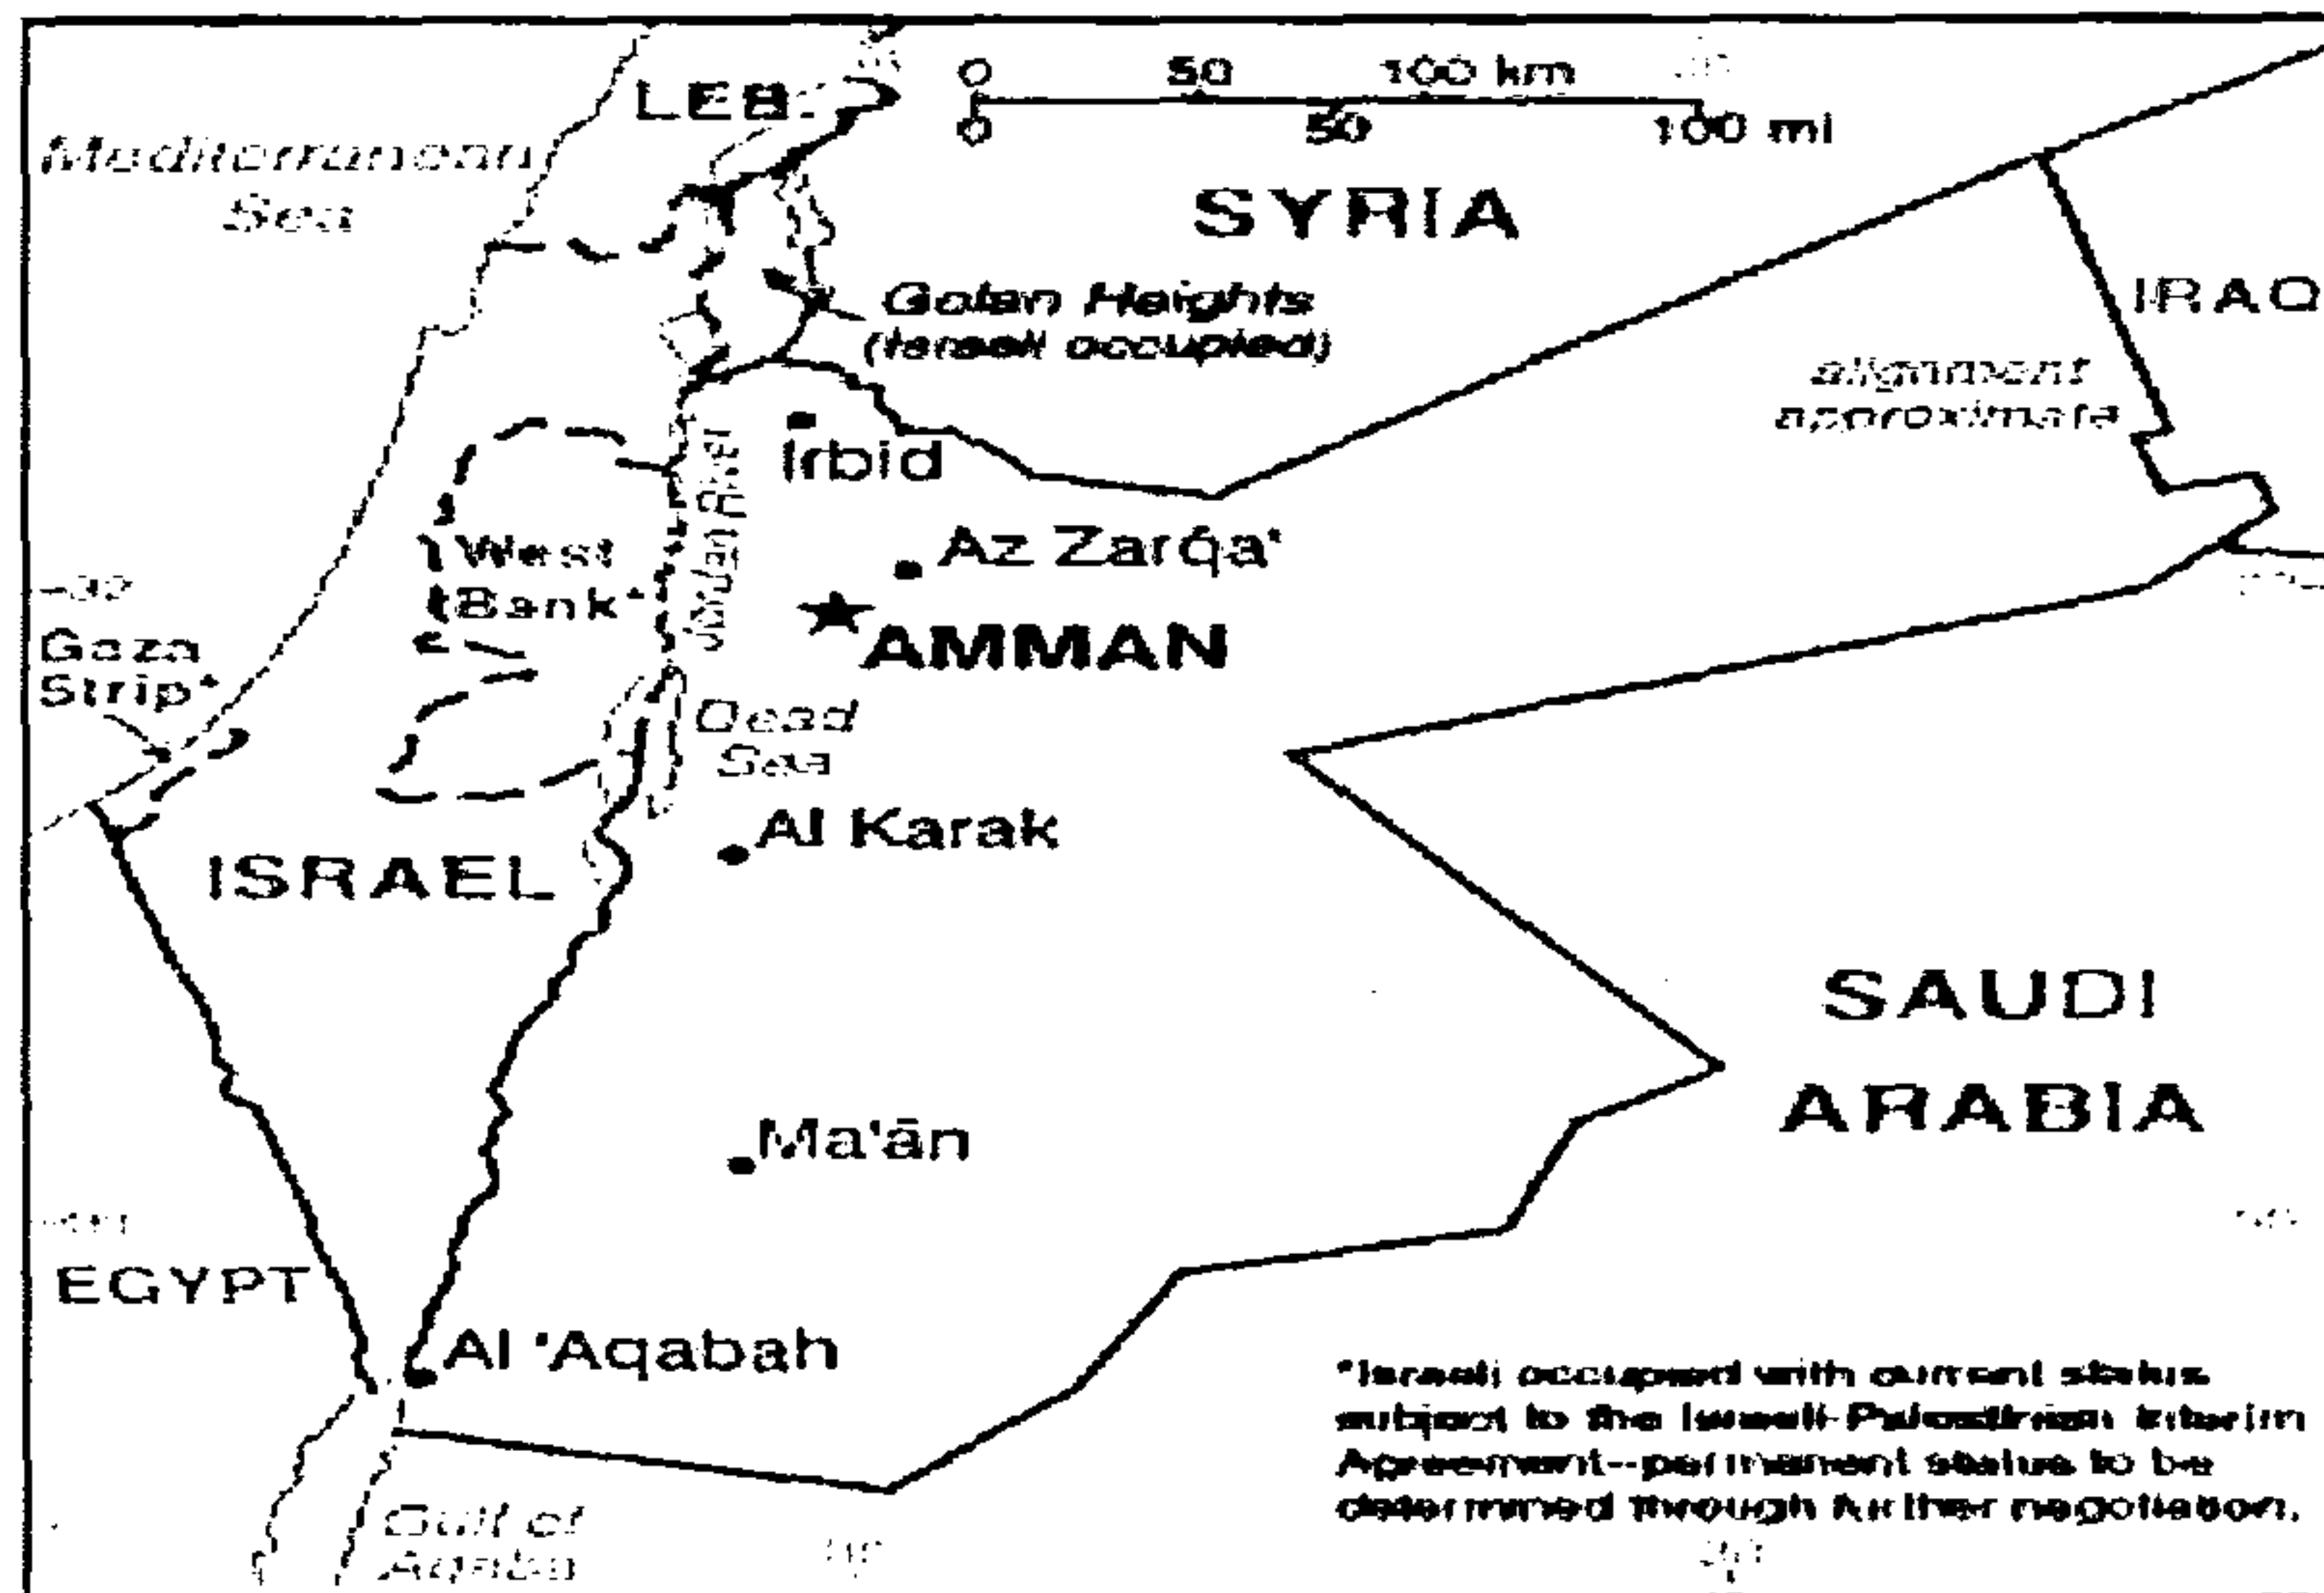 LEB.
0 50 100 km
0 50 100 mi
Mediterranean
Sea
SYRIA
IRAQ
Golan Heights
(Israeli occupied)
alignment
approximate
Irbid
Jordan River
Az Zarqa'
West
Bank*
AMMAN
32
Gaza
Strip*
Dead
Sea
Al Karak
ISRAEL
SAUDI
ARABIA
Ma'ān
EGYPT
Al 'Aqabah
*Israeli occupied with current status
subject to the Israeli-Palestinian Interim
Agreement--permanent status to be
determined through further negotiation.
Gulf of
Aqaba